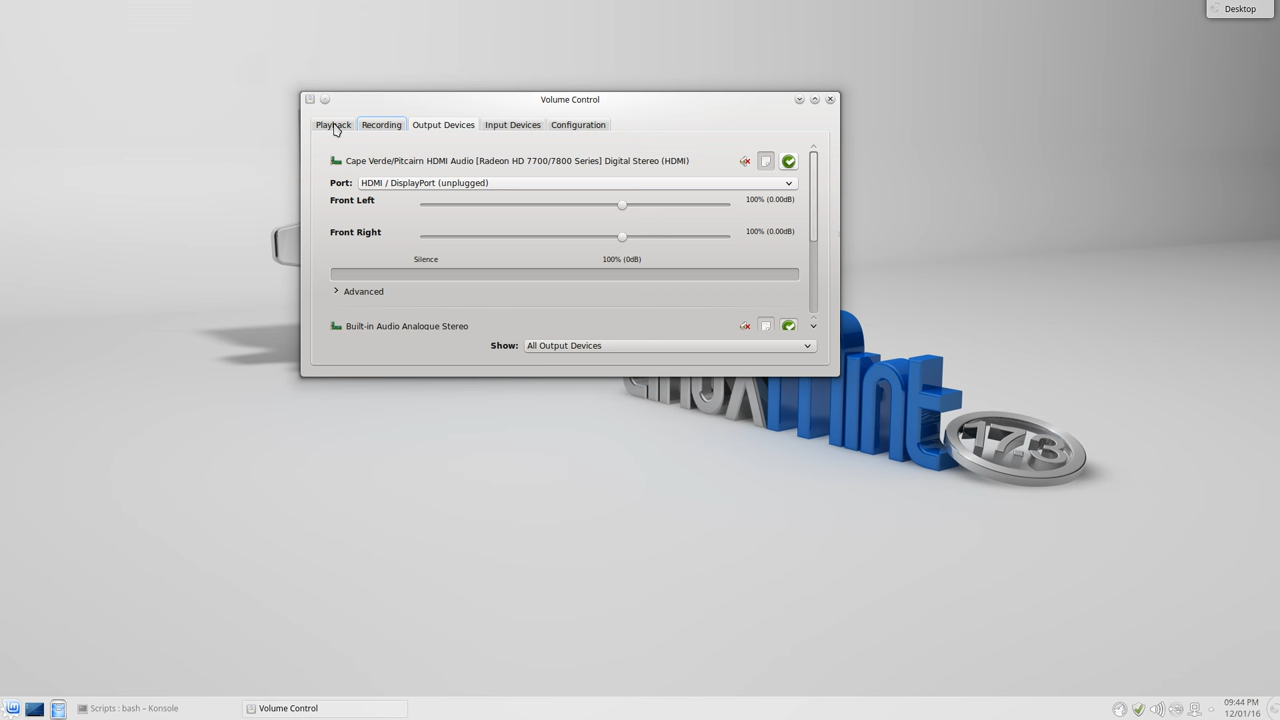 Desktop
Volume Control
Playback Recording Output Devices Input Devices Configuration
Cape Verde/Pitcairn HDMI Audio [Radeon HD 7700/7800 Series] Digital Stereo (HDMI)
Port: HDMI / DisplayPort (unplugged)
Front Left 100% (0.00dB)
Front Right 100% (0.00dB)
Silence 100% (0dB)
Advanced
Built-in Audio Analogue Stereo
Show: All Output Devices
linuxmint
17.3
Scripts : bash – Konsole
Volume Control
09:44 PM
12/01/16